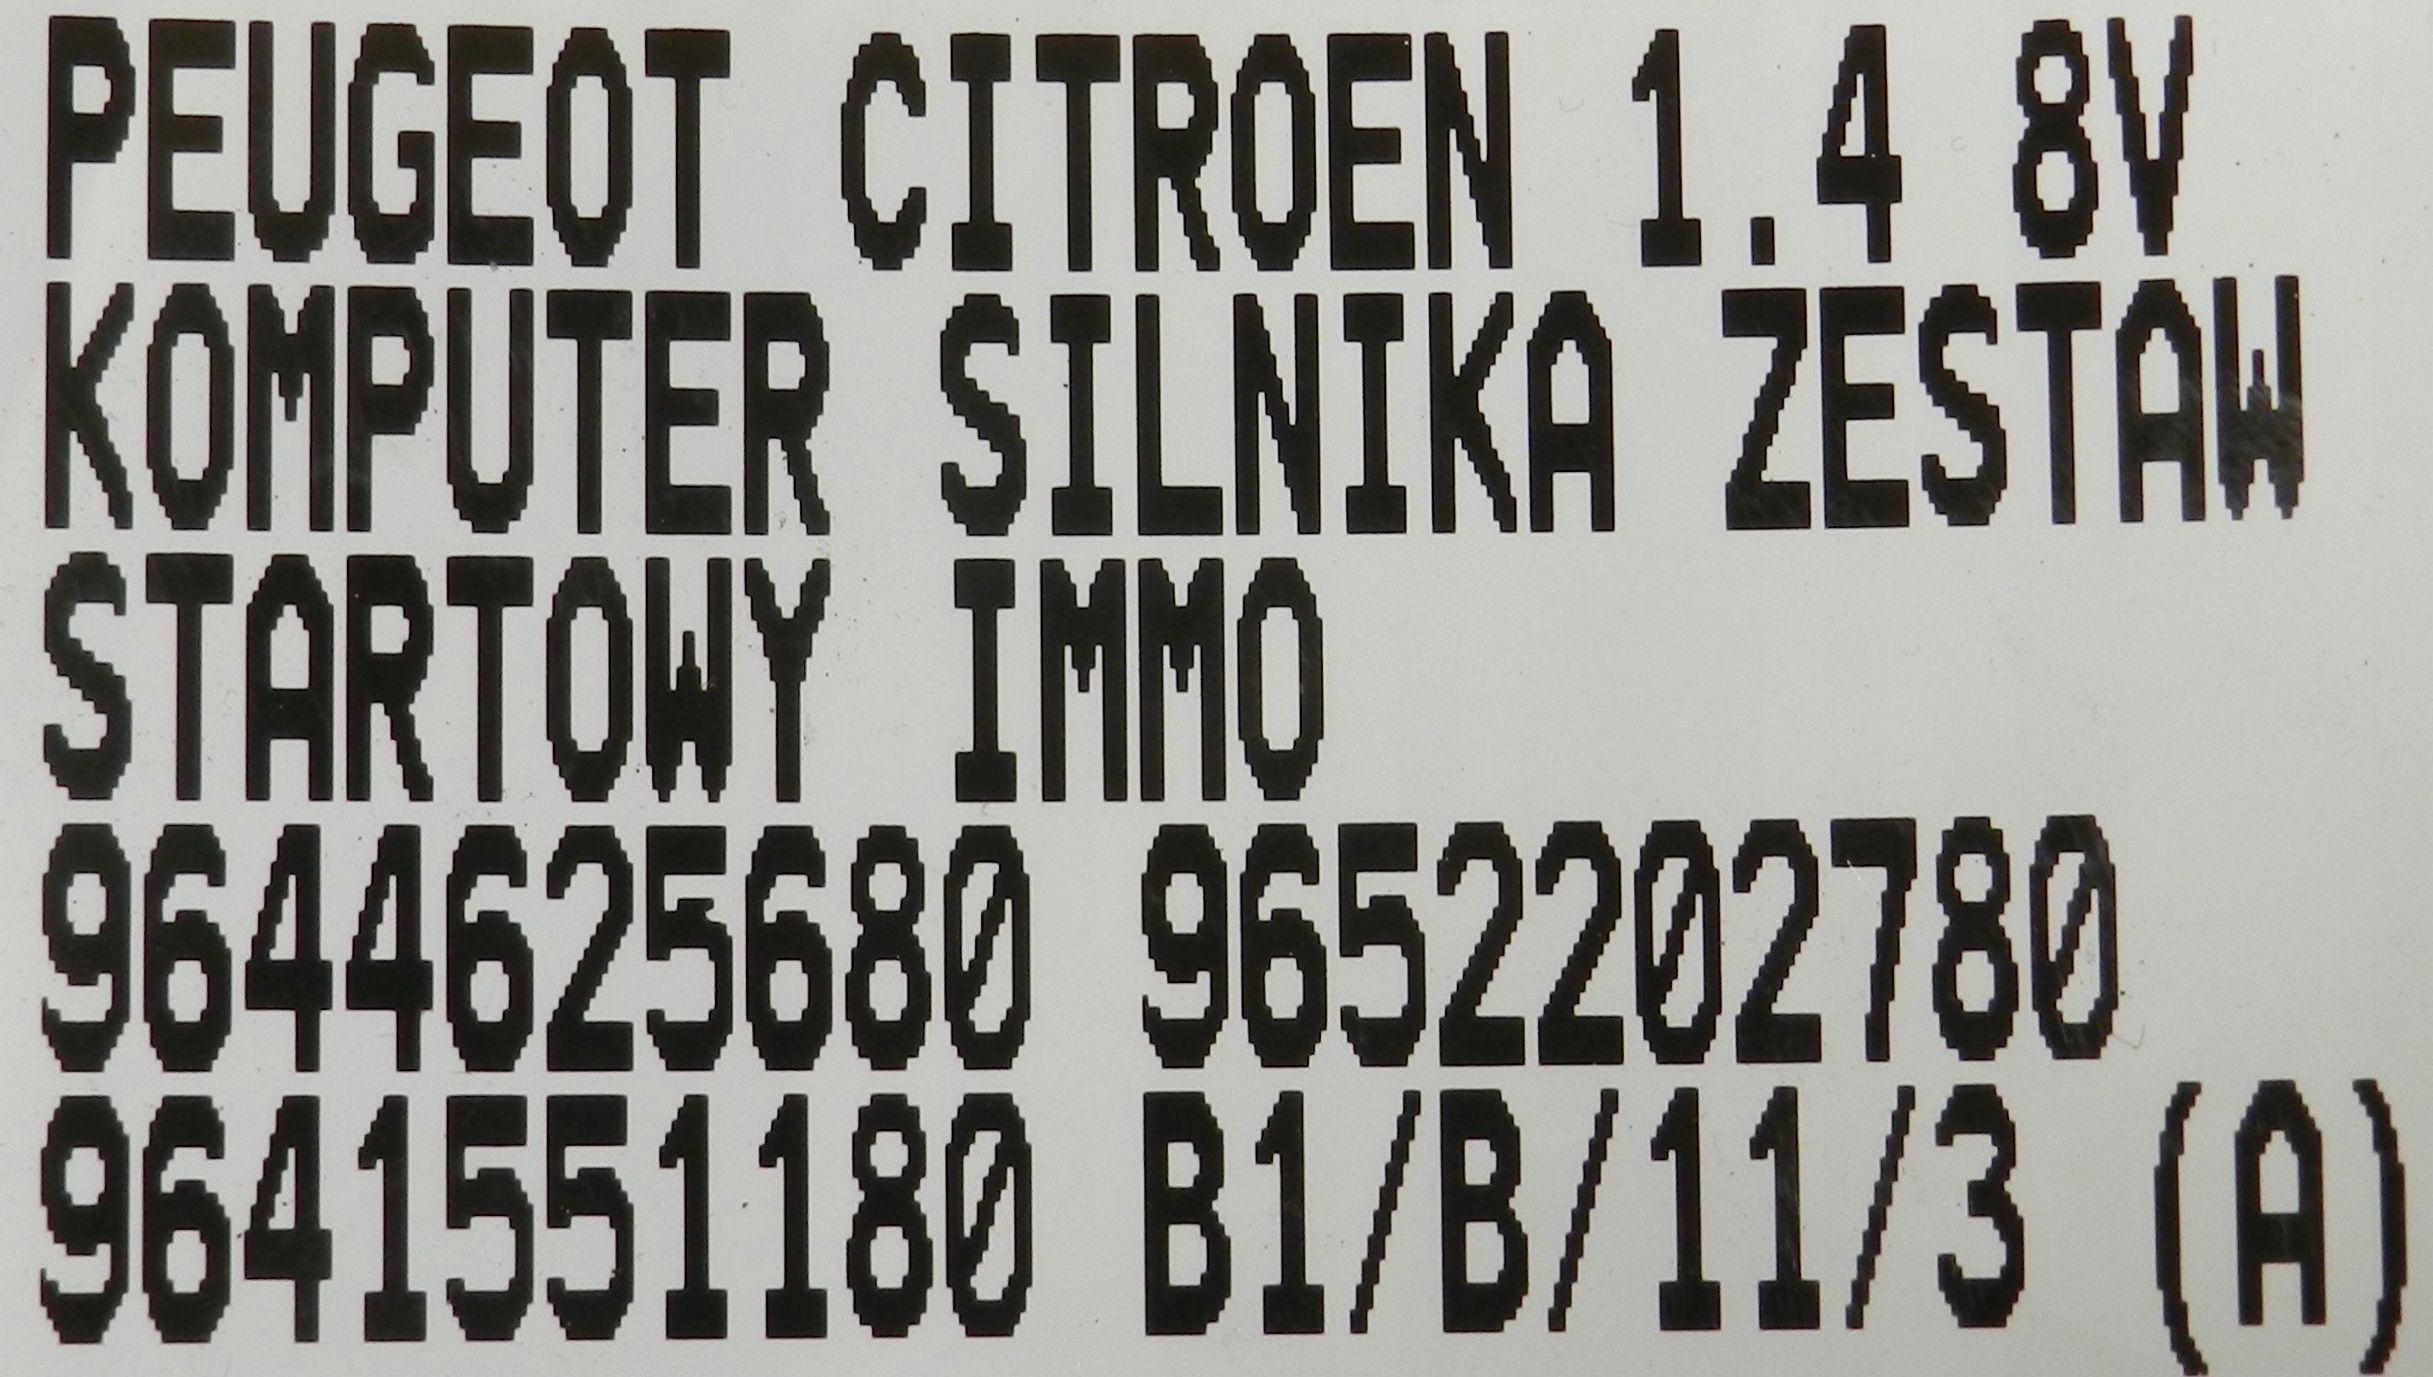 PEUGEOT CITROEN 1.4 8V
KOMPUTER SILNIKA ZESTAW
STARTOWY IMMO
9644625680 9652202780
9641551180 B1/B/11/3 (A)